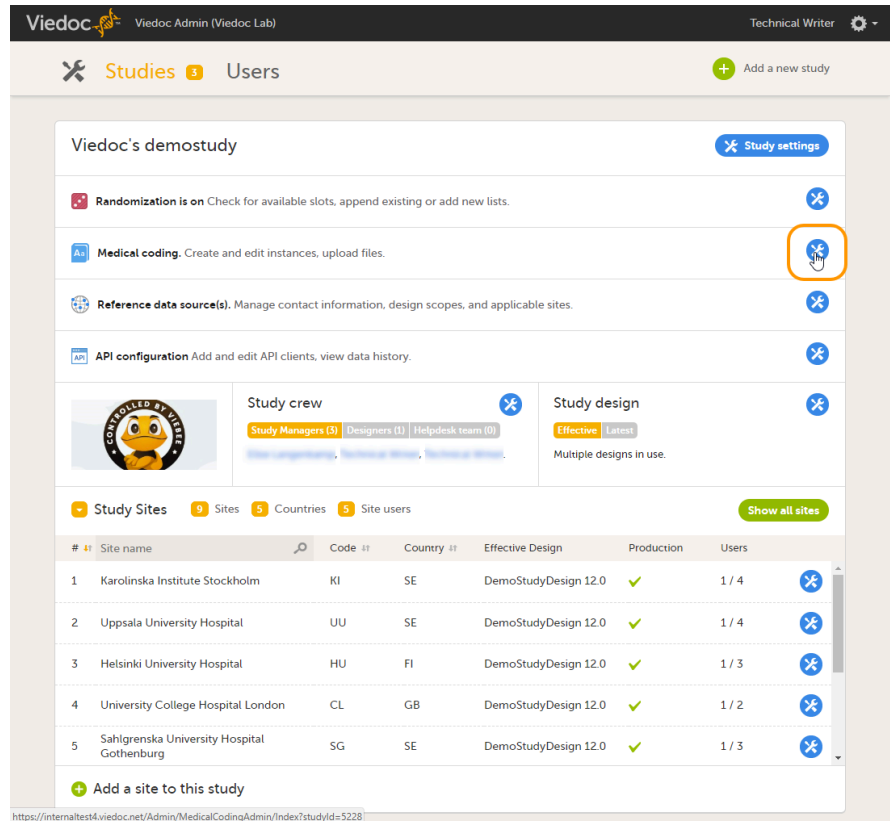 Viedoc Viedoc Admin (Viedoc Lab) Technical Writer
Studies 3 Users Add a new study
Viedoc's demostudy Study settings
Randomization is on Check for available slots, append existing or add new lists.
Aa Medical coding. Create and edit instances, upload files.
Reference data source(s). Manage contact information, design scopes, and applicable sites.
API API configuration Add and edit API clients, view data history.
CONTROLLED BY VIEBEE
Study crew
Study Managers (3) Designers (1) Helpdesk team (0)
Study design
Effective Latest
Multiple designs in use.
Study Sites 9 Sites 5 Countries 5 Site users Show all sites
# Site name Code Country Effective Design Production Users
1 Karolinska Institute Stockholm KI SE DemoStudyDesign 12.0 1 / 4
2 Uppsala University Hospital UU SE DemoStudyDesign 12.0 1 / 4
3 Helsinki University Hospital HU FI DemoStudyDesign 12.0 1 / 3
4 University College Hospital London CL GB DemoStudyDesign 12.0 1 / 2
5 Sahlgrenska University Hospital Gothenburg SG SE DemoStudyDesign 12.0 1 / 3
Add a site to this study
https://internaltest4.viedoc.net/Admin/MedicalCodingAdmin/Index?studyId=5228